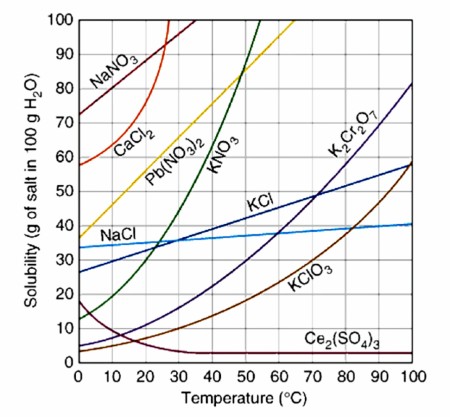 100
90
80
70
60
50
40
30
20
10
0
Solubility (g of salt in 100 g H₂O)
NaNO₃
CaCl₂
Pb(NO₃)₂
KNO₃
K₂Cr₂O₇
KCl
NaCl
KClO₃
Ce₂(SO₄)₃
0 10 20 30 40 50 60 70 80 90 100
Temperature (°C)